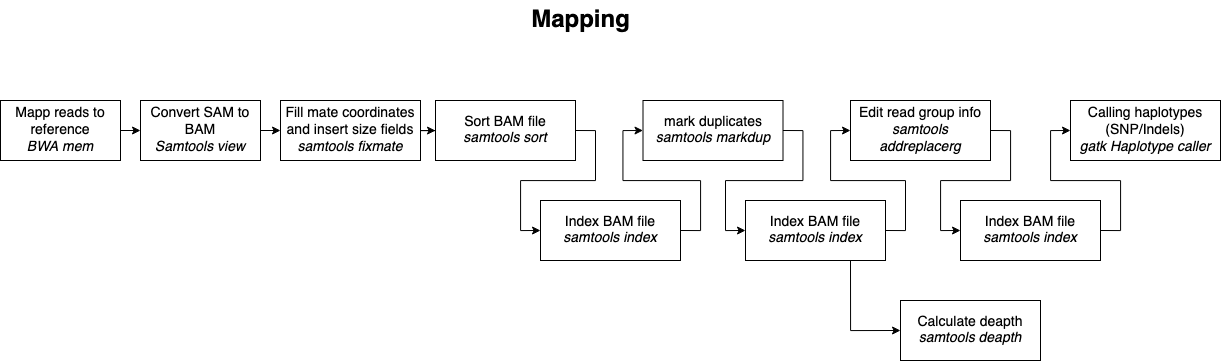 Mapping
Mapp reads to
reference
BWA mem
Convert SAM to
BAM
Samtools view
Fill mate coordinates
and insert size fields
samtools fixmate
Sort BAM file
samtools sort
Index BAM file
samtools index
mark duplicates
samtools markdup
Index BAM file
samtools index
Edit read group info
samtools
addreplacerg
Index BAM file
samtools index
Calling haplotypes
(SNP/Indels)
gatk Haplotype caller
Calculate deapth
samtools deapth